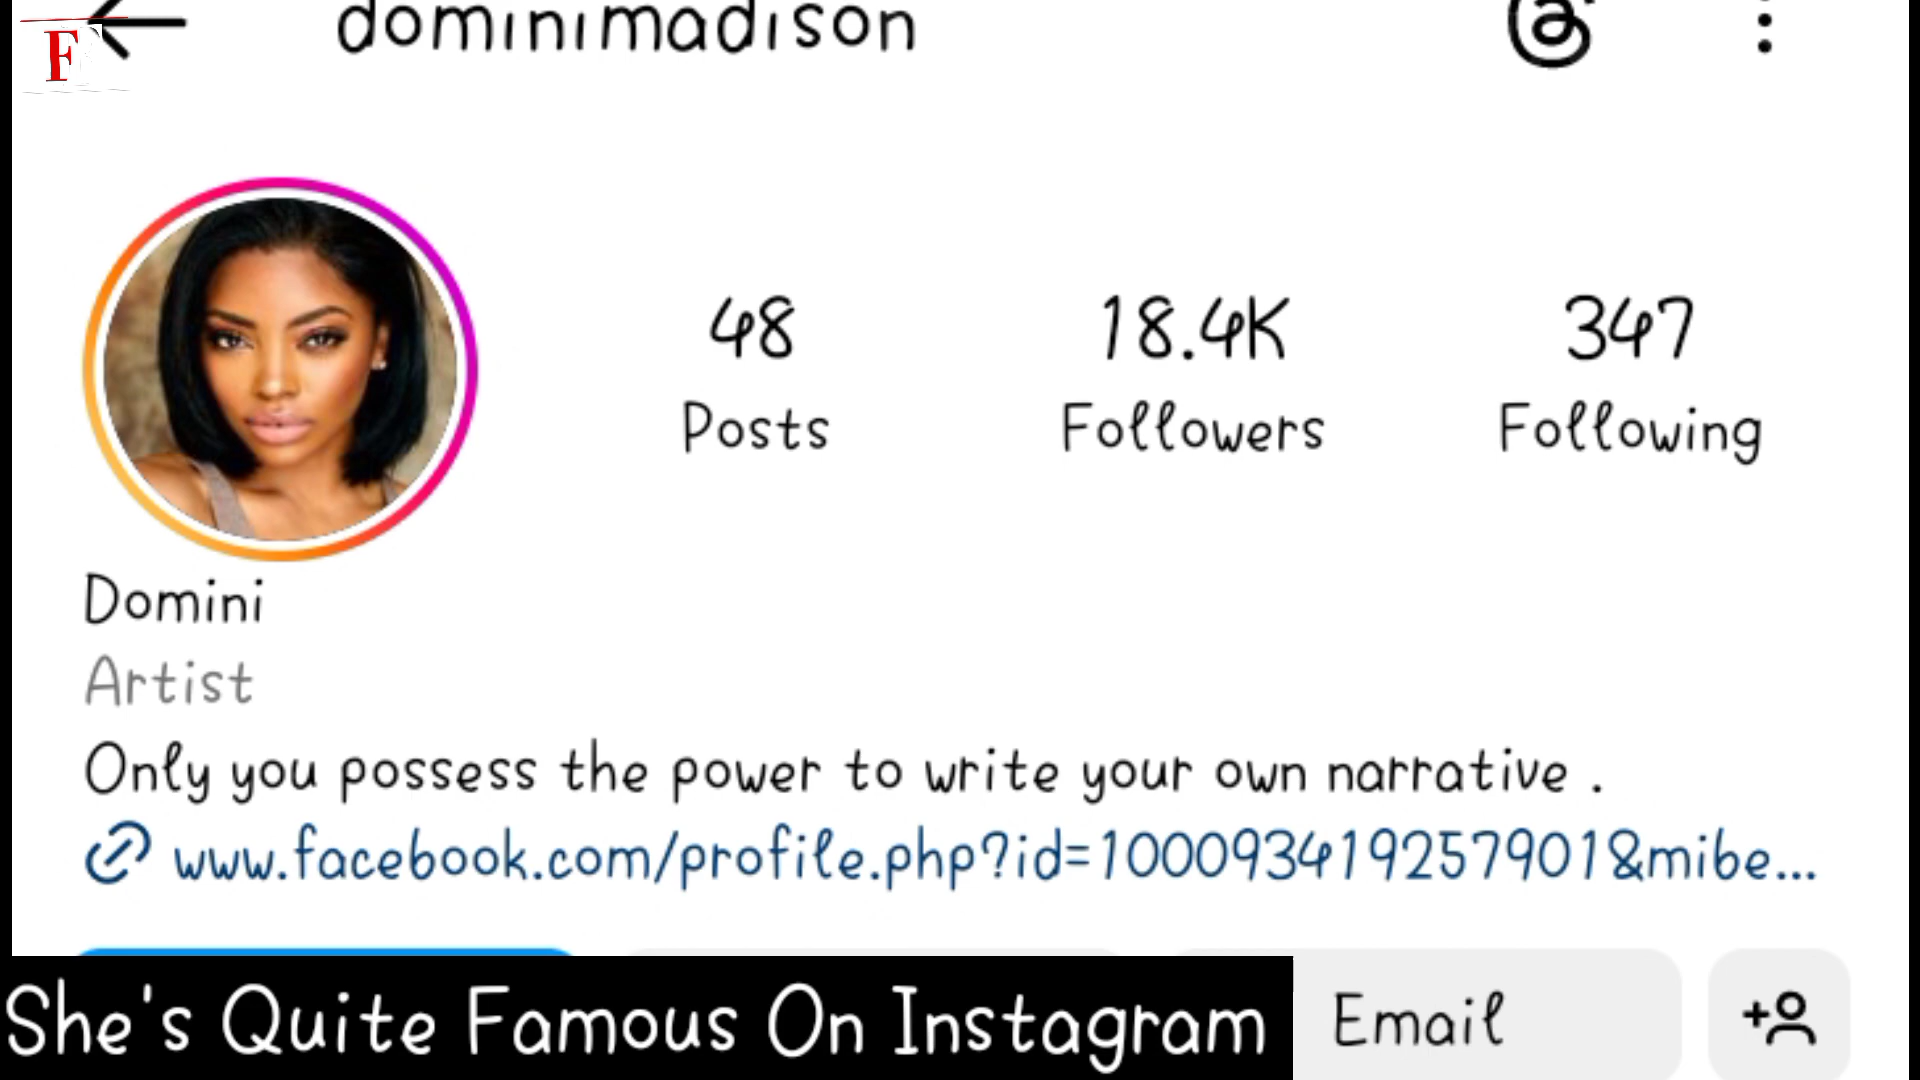 F
dominimadison
48
18.4K
347
Posts
Followers
Following
Domini
Artist
Only you possess the power to write your own narrative .
www.facebook.com/profile.php?id=100093419257901&mibe...
She's Quite Famous On Instagram
Email